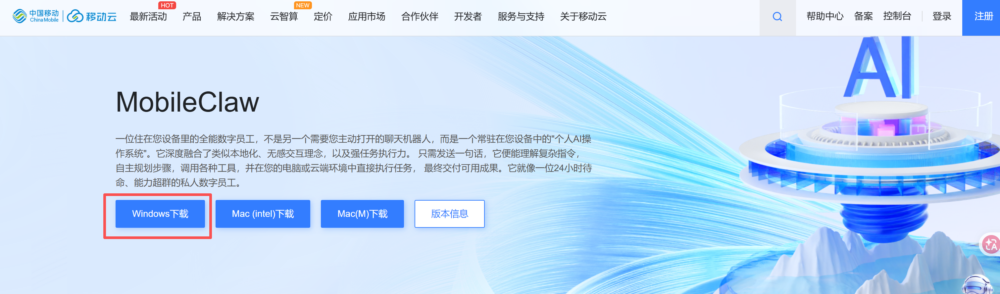 HOT
NEW
中国移动
China Mobile
移动云
最新活动 产品 解决方案 云智算 定价 应用市场 合作伙伴 开发者 服务与支持 关于移动云
帮助中心 备案 控制台 登录 注册
AI
MobileClaw
一位住在您设备里的全能数字员工，不是另一个需要您主动打开的聊天机器人，而是一个常驻在您设备中的"个人AI操
作系统"。它深度融合了类似本地化、无感交互理念，以及强任务执行力。 只需发送一句话，它便能理解复杂指令，
自主规划步骤，调用各种工具，并在您的电脑或云端环境中直接执行任务， 最终交付可用成果。它就像一位24小时待
命、能力超群的私人数字员工。
Windows下载 Mac (intel)下载 Mac(M)下载 版本信息
A